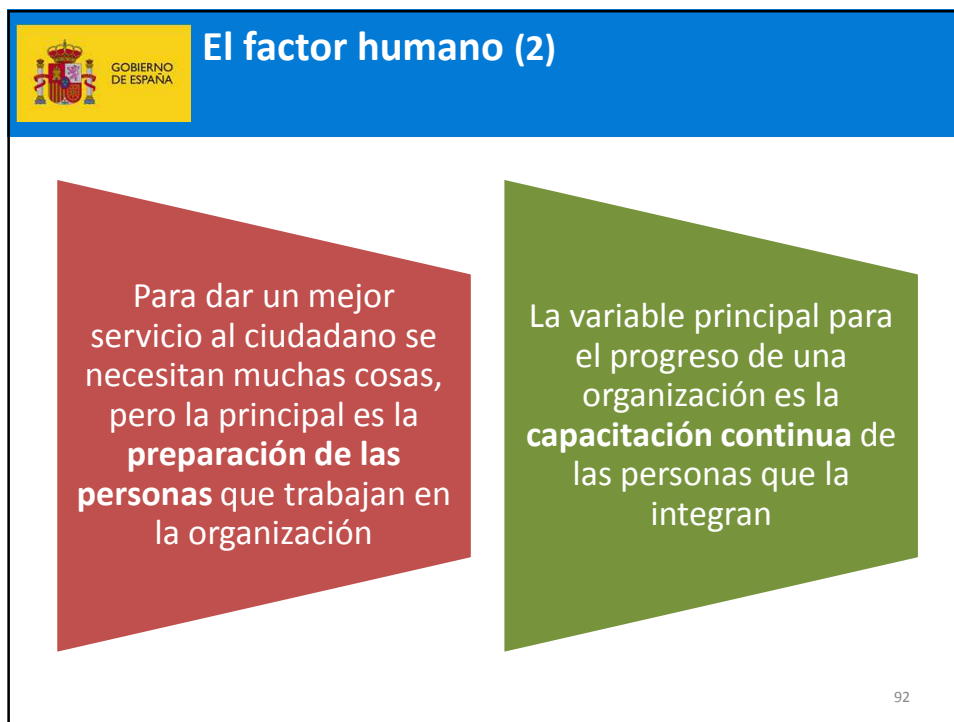 GOBIERNO
DE ESPAÑA
El factor humano (2)
Para dar un mejor
servicio al ciudadano se
necesitan muchas cosas,
pero la principal es la
preparación de las
personas que trabajan en
la organización
La variable principal para
el progreso de una
organización es la
capacitación continua de
las personas que la
integran
92